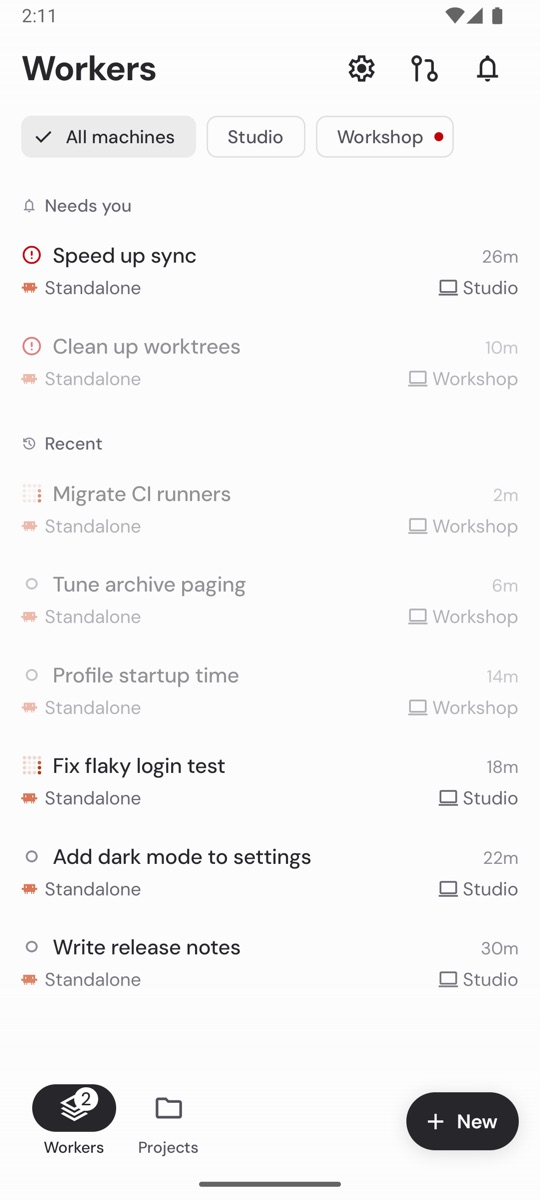 2:11
Workers
All machines
Studio
Workshop
Needs you
Speed up sync
26m
Standalone
Studio
Clean up worktrees
10m
Standalone
Workshop
Recent
Migrate CI runners
2m
Standalone
Workshop
Tune archive paging
6m
Standalone
Workshop
Profile startup time
14m
Standalone
Workshop
Fix flaky login test
18m
Standalone
Studio
Add dark mode to settings
22m
Standalone
Studio
Write release notes
30m
Standalone
Studio
2
Workers
Projects
+ New